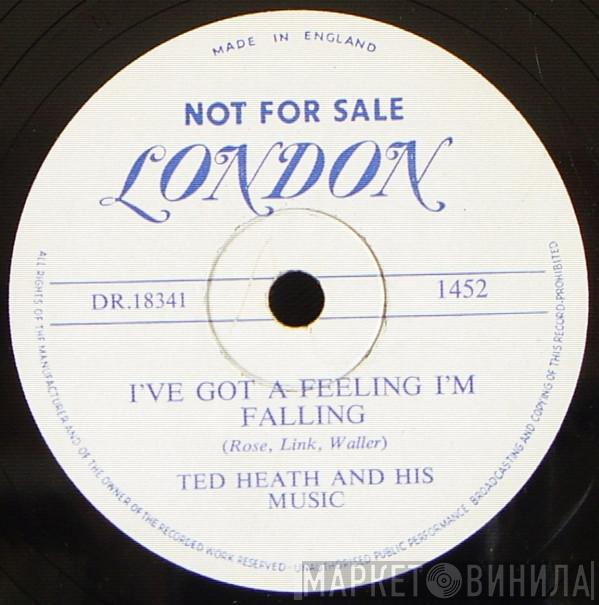 MADE IN ENGLAND
NOT FOR SALE
LONDON
DR.18341
1452
I'VE GOT A FEELING I'M
FALLING
(Rose, Link, Waller)
TED HEATH AND HIS
MUSIC
ALL RIGHTS OF THE MANUFACTURER AND OF THE OWNER OF THE RECORDED WORK RESERVED - UNAUTHORISED PUBLIC PERFORMANCE BROADCASTING AND COPYING OF THIS RECORD PROHIBITED
МАРКЕТ ВИНИЛА